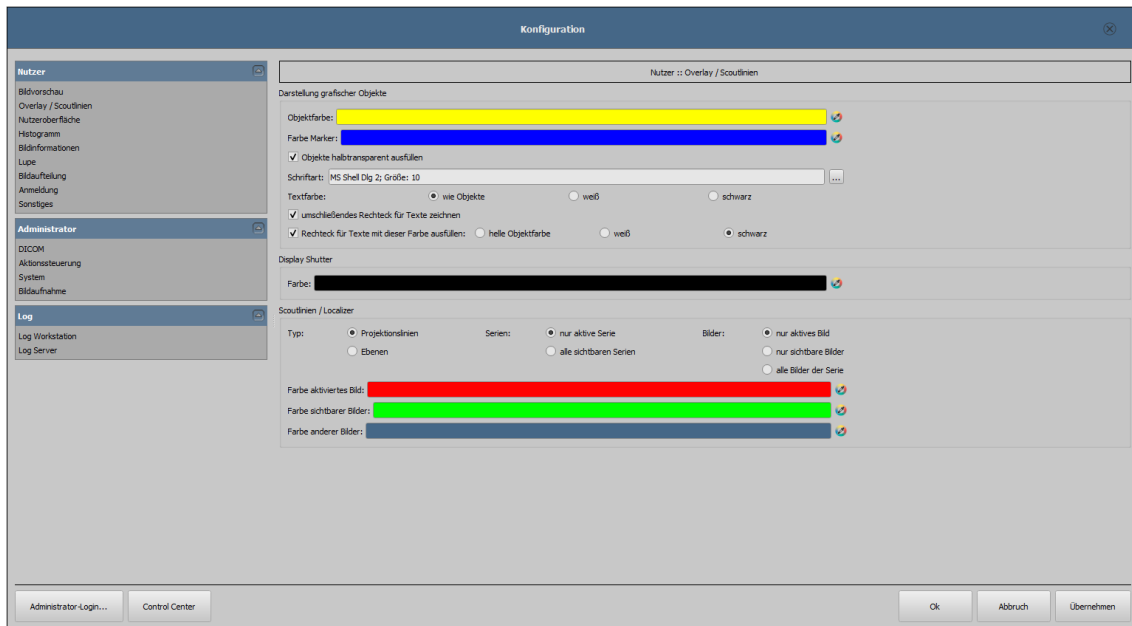 Konfiguration
Nutzer
Bildvorschau
Overlay / Scoutlinien
Nutzeroberfläche
Histogramm
Bildinformationen
Lupe
Bildaufteilung
Anmeldung
Sonstiges
Administrator
DICOM
Aktionssteuerung
System
Bildaufnahme
Log
Log Workstation
Log Server
Nutzer :: Overlay / Scoutlinien
Darstellung grafischer Objekte
Objektfarbe:
Farbe Marker:
Objekte halbtransparent ausfüllen
Schriftart: MS Shell Dlg 2; Größe: 10 ...
Textfarbe: wie Objekte weiß schwarz
umschließendes Rechteck für Texte zeichnen
Rechteck für Texte mit dieser Farbe ausfüllen: helle Objektfarbe weiß schwarz
Display Shutter
Farbe:
Scoutlinien / Localizer
Typ: Projektionslinien Serien: nur aktive Serie Bilder: nur aktives Bild
Ebenen alle sichtbaren Serien nur sichtbare Bilder
alle Bilder der Serie
Farbe aktiviertes Bild:
Farbe sichtbarer Bilder:
Farbe anderer Bilder:
Administrator-Login... Control Center Ok Abbruch Übernehmen